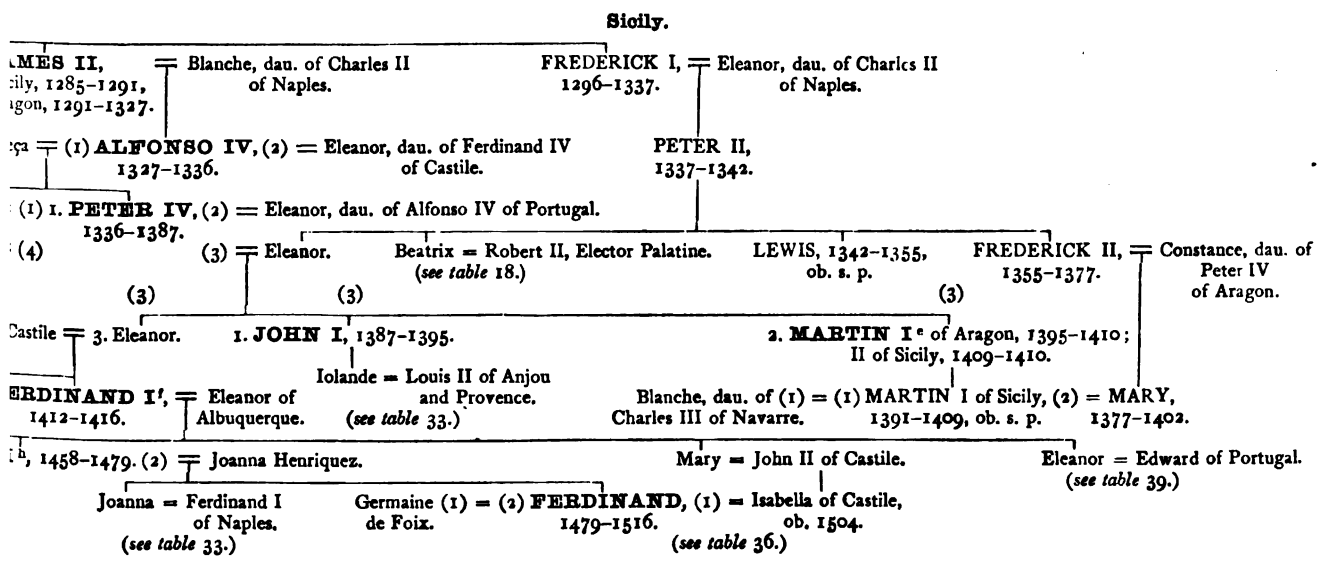 Sicily.
AMES II, = Blanche, dau. of Charles II FREDERICK I, = Eleanor, dau. of Charles II
cily, 1285–1291, of Naples. 1296–1337. of Naples.
agon, 1291–1327.
ça = (1) ALFONSO IV, (2) = Eleanor, dau. of Ferdinand IV PETER II,
1327–1336. of Castile. 1337–1342.
(1) 1. PETER IV, (2) = Eleanor, dau. of Alfonso IV of Portugal.
1336–1387.
(4) (3) = Eleanor. Beatrix = Robert II, Elector Palatine. LEWIS, 1342–1355, FREDERICK II, = Constance, dau. of
(see table 18.) ob. s. p. 1355–1377. Peter IV
of Aragon.
(3) (3) (3)
Castile = 3. Eleanor. 1. JOHN I, 1387–1395. 2. MARTIN I e of Aragon, 1395–1410;
II of Sicily, 1409–1410.
Iolande = Louis II of Anjou
ERDINAND I f, = Eleanor of and Provence. Blanche, dau. of (1) = (1) MARTIN I of Sicily, (2) = MARY,
1412–1416. Albuquerque. (see table 33.) Charles III of Navarre. 1391–1409, ob. s. p. 1377–1402.
h, 1458–1479. (2) = Joanna Henriquez. Mary = John II of Castile. Eleanor = Edward of Portugal.
(see table 39.)
Joanna = Ferdinand I Germaine (1) = (2) FERDINAND, (1) = Isabella of Castile,
of Naples. de Foix. 1479–1516. ob. 1504.
(see table 33.) (see table 36.)